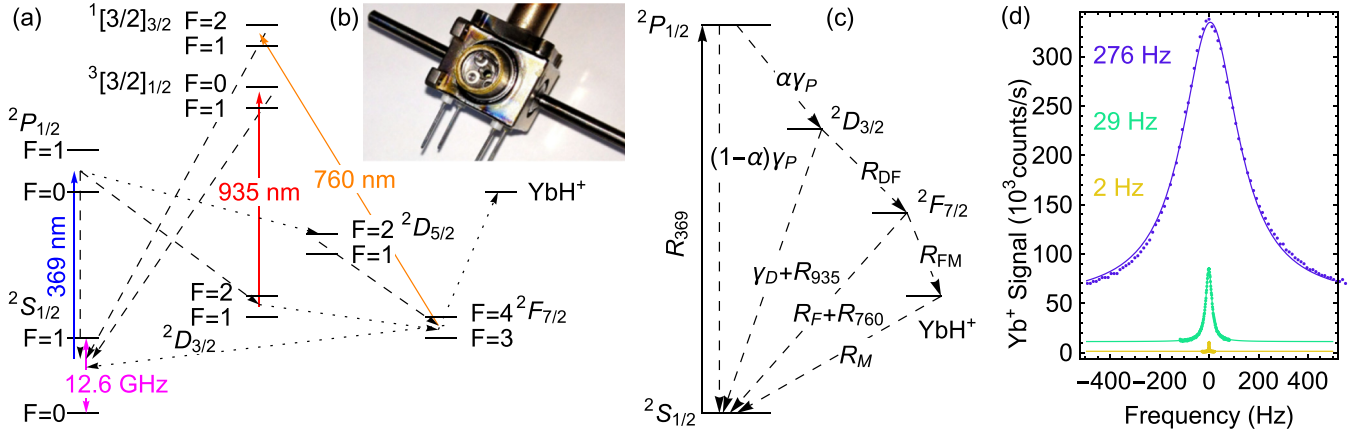 (a)
¹[3/2]₃/₂ F=2
F=1
³[3/2]₁/₂ F=0
F=1
²P₁/₂
F=1
F=0
369 nm
935 nm
760 nm
YbH⁺
F=2 ²D₅/₂
F=1
²S₁/₂
F=1
F=2
F=1
²D₃/₂
F=4 ²F₇/₂
F=3
12.6 GHz
F=0
(b)
(c)
²P₁/₂
αγ_P
²D₃/₂
(1−α)γ_P
R_DF
²F₇/₂
R₃₆₉
R_FM
γ_D+R₉₃₅
R_F+R₇₆₀
YbH⁺
R_M
²S₁/₂
(d)
276 Hz
29 Hz
2 Hz
Yb⁺ Signal (10³counts/s)
300
250
200
150
100
50
0
−400 −200 0 200 400
Frequency (Hz)